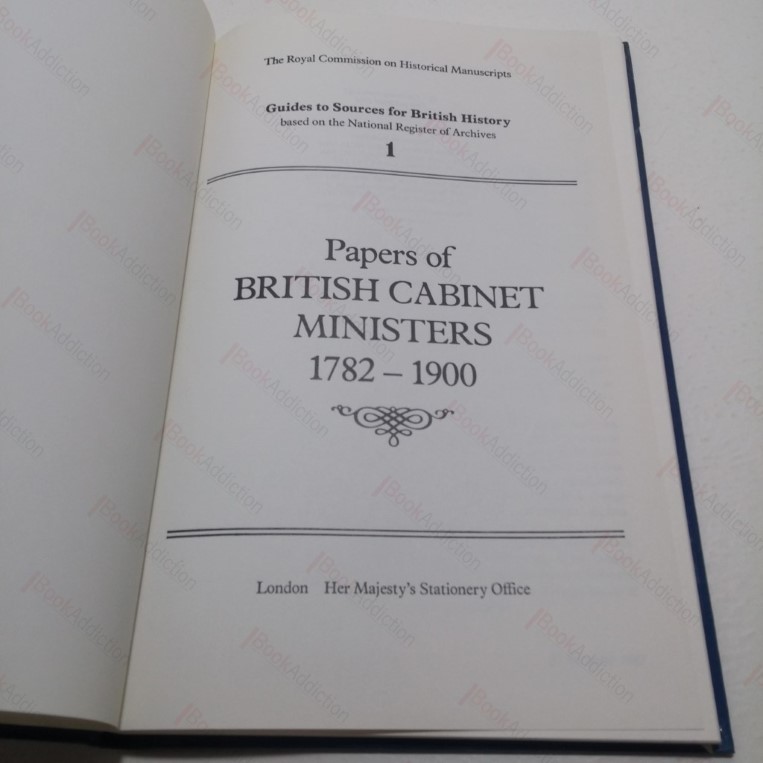 The Royal Commission on Historical Manuscripts
Guides to Sources for British History
based on the National Register of Archives
1
Papers of
BRITISH CABINET
MINISTERS
1782 – 1900
London Her Majesty's Stationery Office
BookAddiction